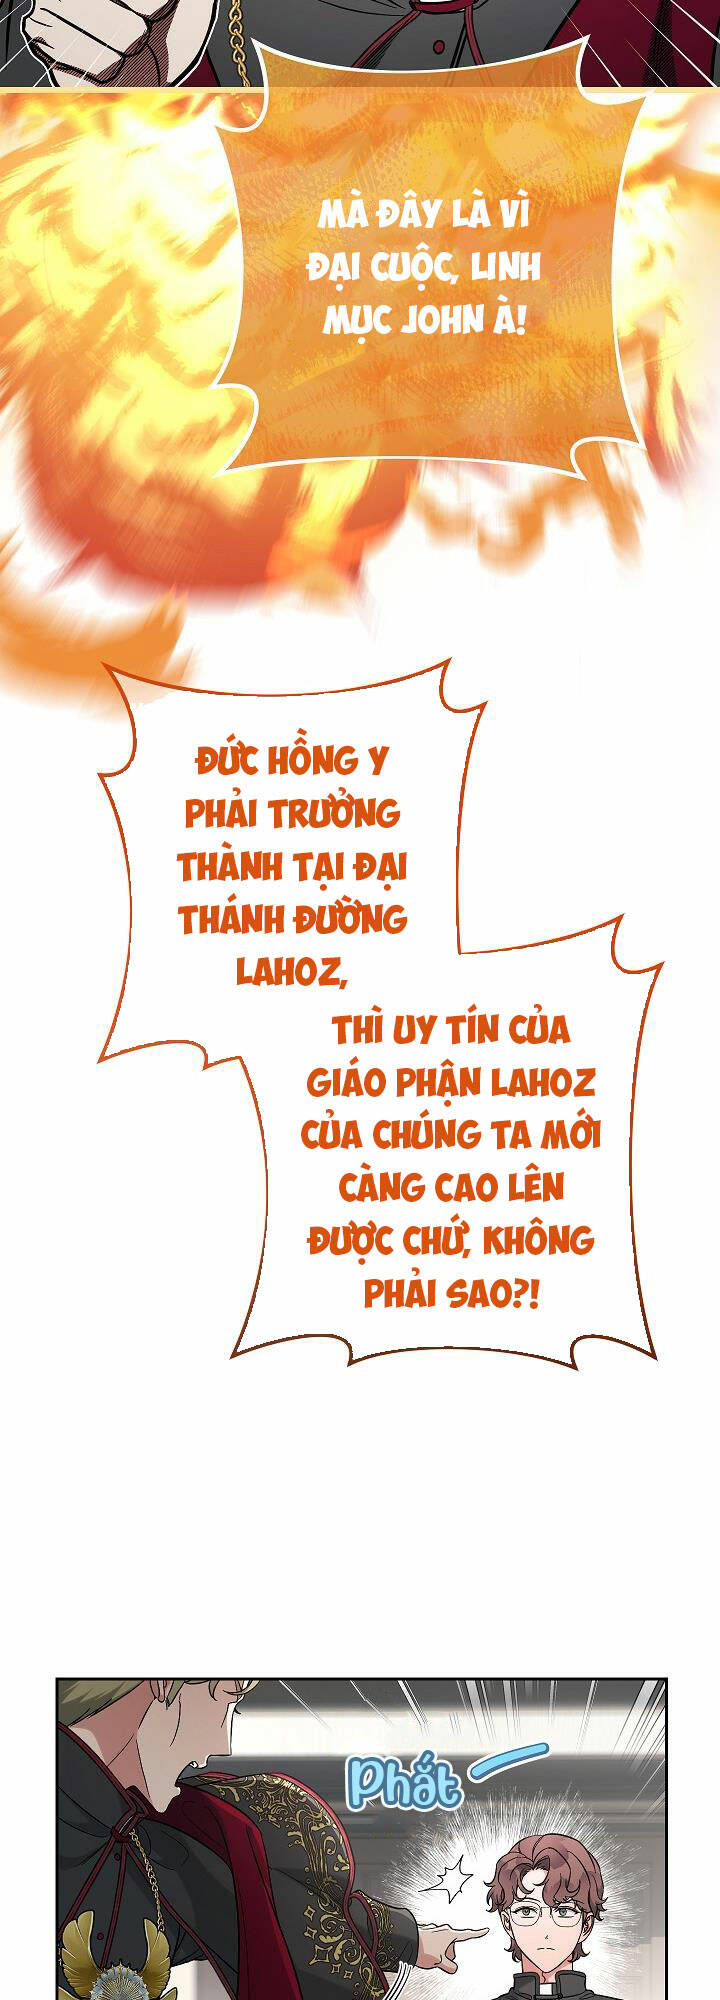 MÀ ĐÂY LÀ VÌ
ĐẠI CUỘC, LINH
MỤC JOHN À!
ĐỨC HỒNG Y
PHẢI TRƯỞNG
THÀNH TẠI ĐẠI
THÁNH ĐƯỜNG
LAHOZ,
THÌ UY TÍN CỦA
GIÁO PHẬN LAHOZ
CỦA CHÚNG TA MỚI
CÀNG CAO LÊN
ĐƯỢC CHỨ, KHÔNG
PHẢI SAO?!
Phắt